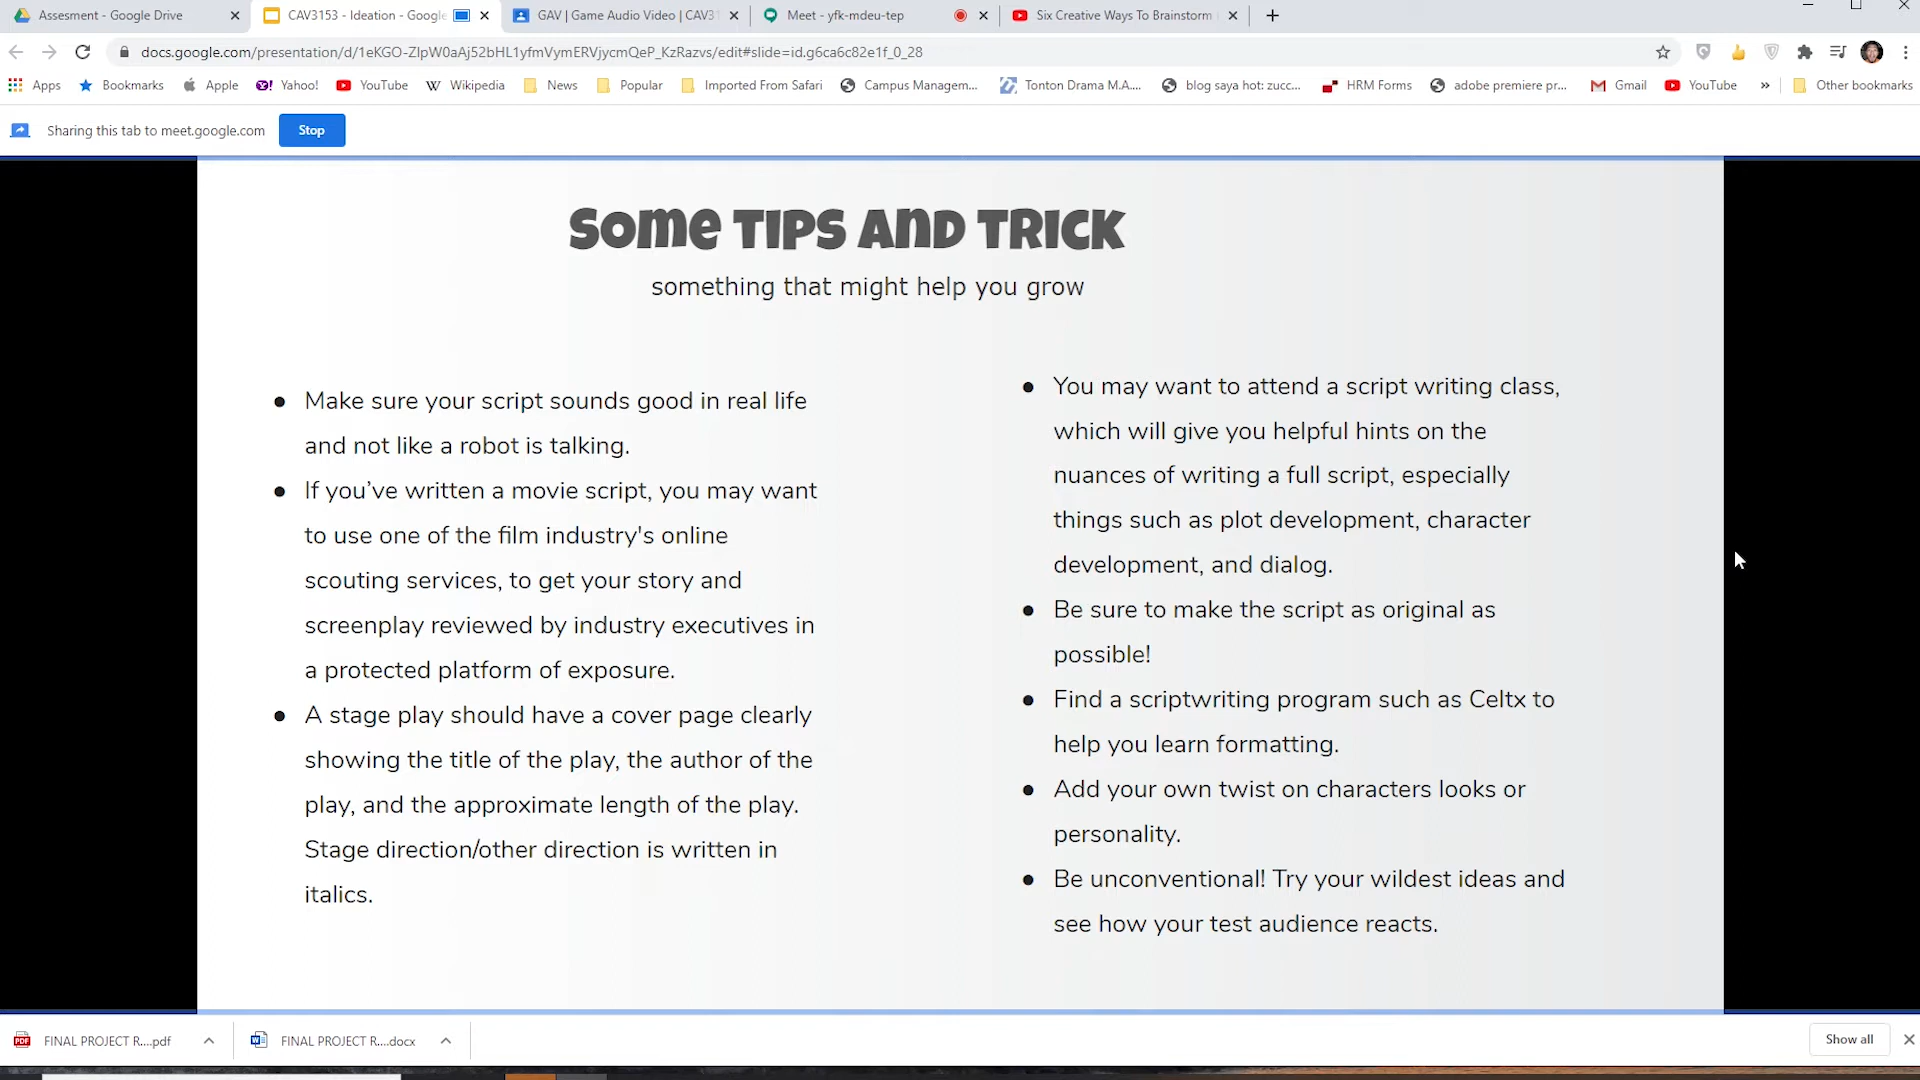 Assesment - Google Drive
CAV3153 - Ideation - Google
GAV | Game Audio Video | CAV31
Meet - yfk-mdeu-tep
Six Creative Ways To Brainstorm
docs.google.com/presentation/d/1eKGO-ZIpW0aAj52bHL1yfmVymERVjycmQeP_KzRazvs/edit#slide=id.g6ca6c82e1f_0_28
Apps
Bookmarks
Apple
Yahoo!
YouTube
Wikipedia
News
Popular
Imported From Safari
Campus Managem...
Tonton Drama M.A....
blog saya hot: zucc...
HRM Forms
adobe premiere pr...
Gmail
YouTube
»
Other bookmarks
Sharing this tab to meet.google.com
Stop
Some Tips and Trick
something that might help you grow
● Make sure your script sounds good in real life
and not like a robot is talking.
● If you’ve written a movie script, you may want
to use one of the film industry's online
scouting services, to get your story and
screenplay reviewed by industry executives in
a protected platform of exposure.
● A stage play should have a cover page clearly
showing the title of the play, the author of the
play, and the approximate length of the play.
Stage direction/other direction is written in
italics.
● You may want to attend a script writing class,
which will give you helpful hints on the
nuances of writing a full script, especially
things such as plot development, character
development, and dialog.
● Be sure to make the script as original as
possible!
● Find a scriptwriting program such as Celtx to
help you learn formatting.
● Add your own twist on characters looks or
personality.
● Be unconventional! Try your wildest ideas and
see how your test audience reacts.
FINAL PROJECT R....pdf
FINAL PROJECT R....docx
Show all